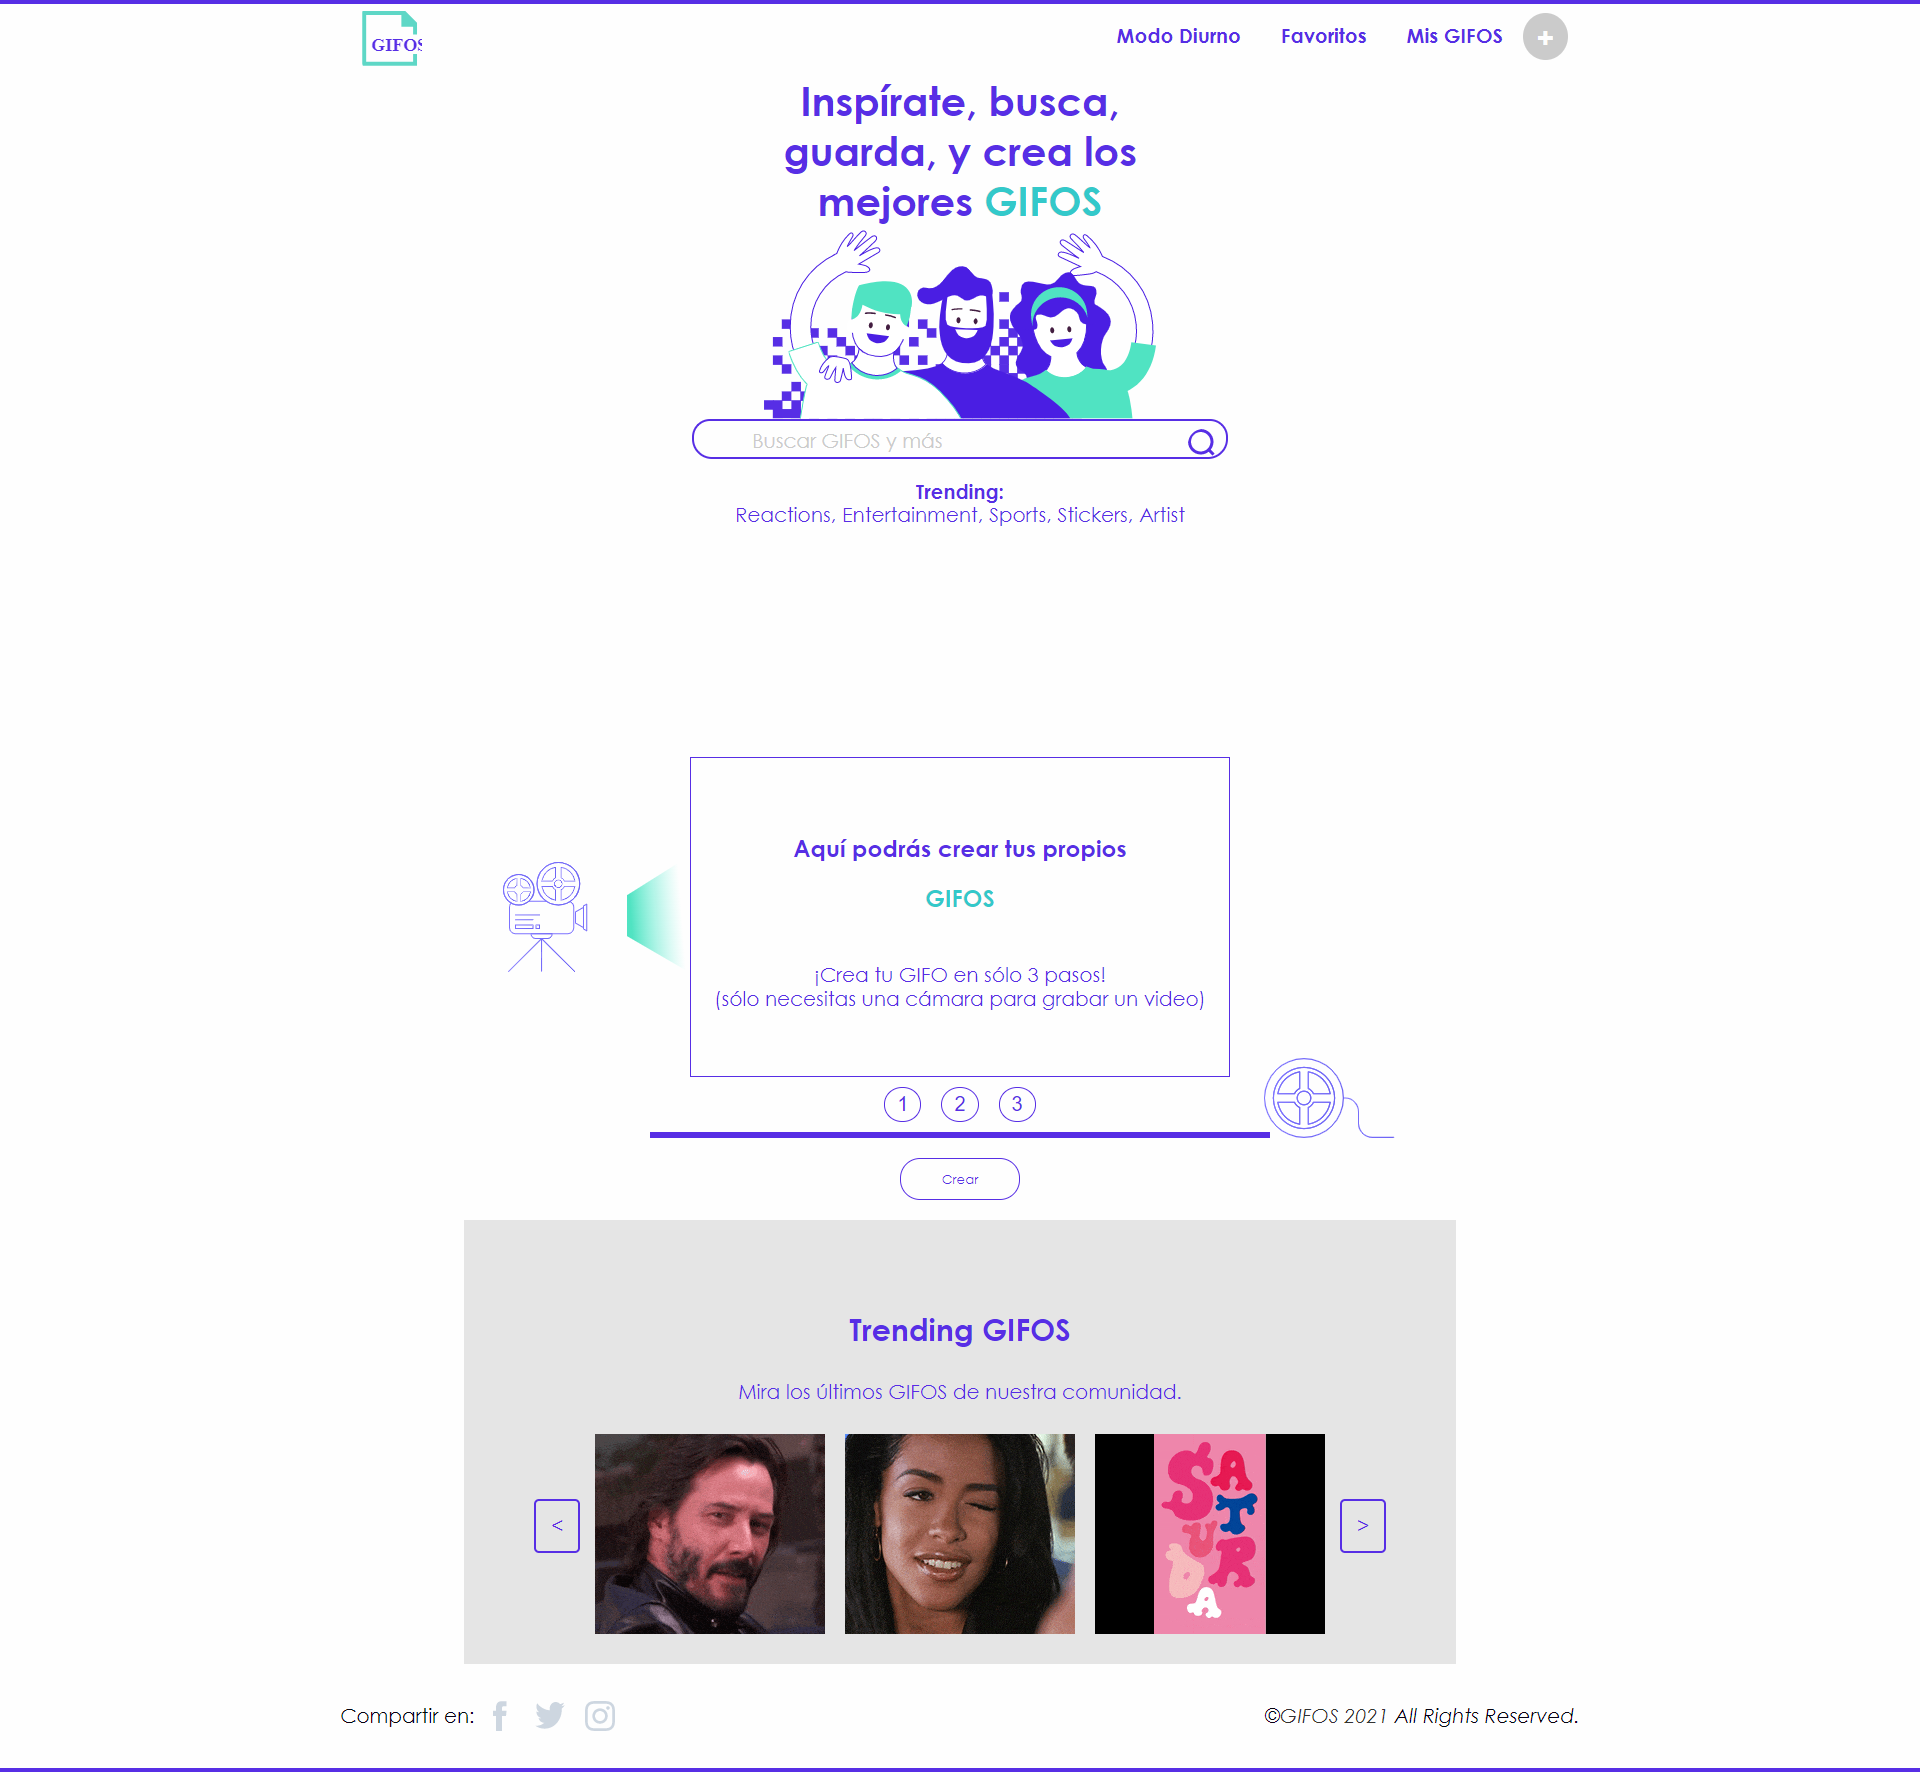 GIFOS
Modo Diurno
Favoritos
Mis GIFOS
+
Inspírate, busca,
guarda, y crea los
mejores GIFOS
Buscar GIFOS y más
Trending:
Reactions, Entertainment, Sports, Stickers, Artist
Aquí podrás crear tus propios
GIFOS
¡Crea tu GIFO en sólo 3 pasos!
(sólo necesitas una cámara para grabar un video)
1 2 3
Crear
Trending GIFOS
Mira los últimos GIFOS de nuestra comunidad.
<
SATURDA
>
Compartir en:
©GIFOS 2021 All Rights Reserved.